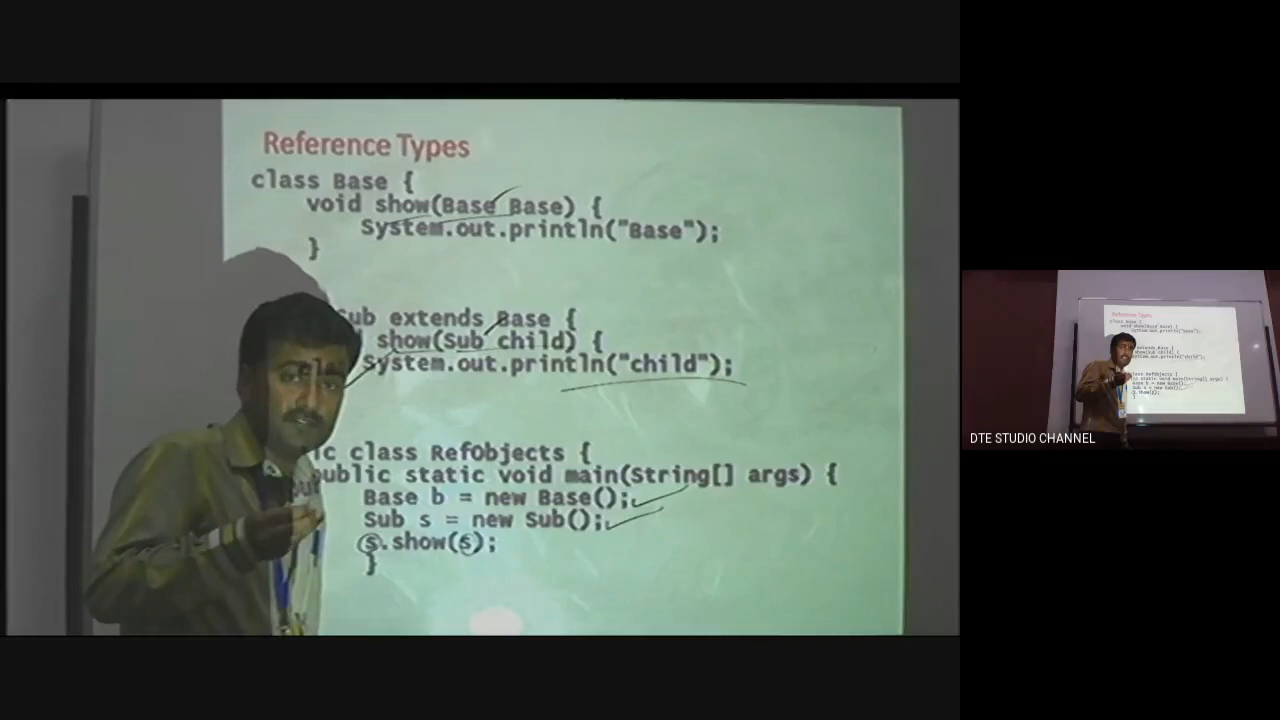 Reference Types
class Base {
void show(Base Base) {
System.out.println("Base");
}
Sub extends Base {
show(Sub child) {
System.out.println("child");
class RefObjects {
public static void main(String[] args) {
Base b = new Base();
Sub s = new Sub();
s.show(s);
}
DTE STUDIO CHANNEL